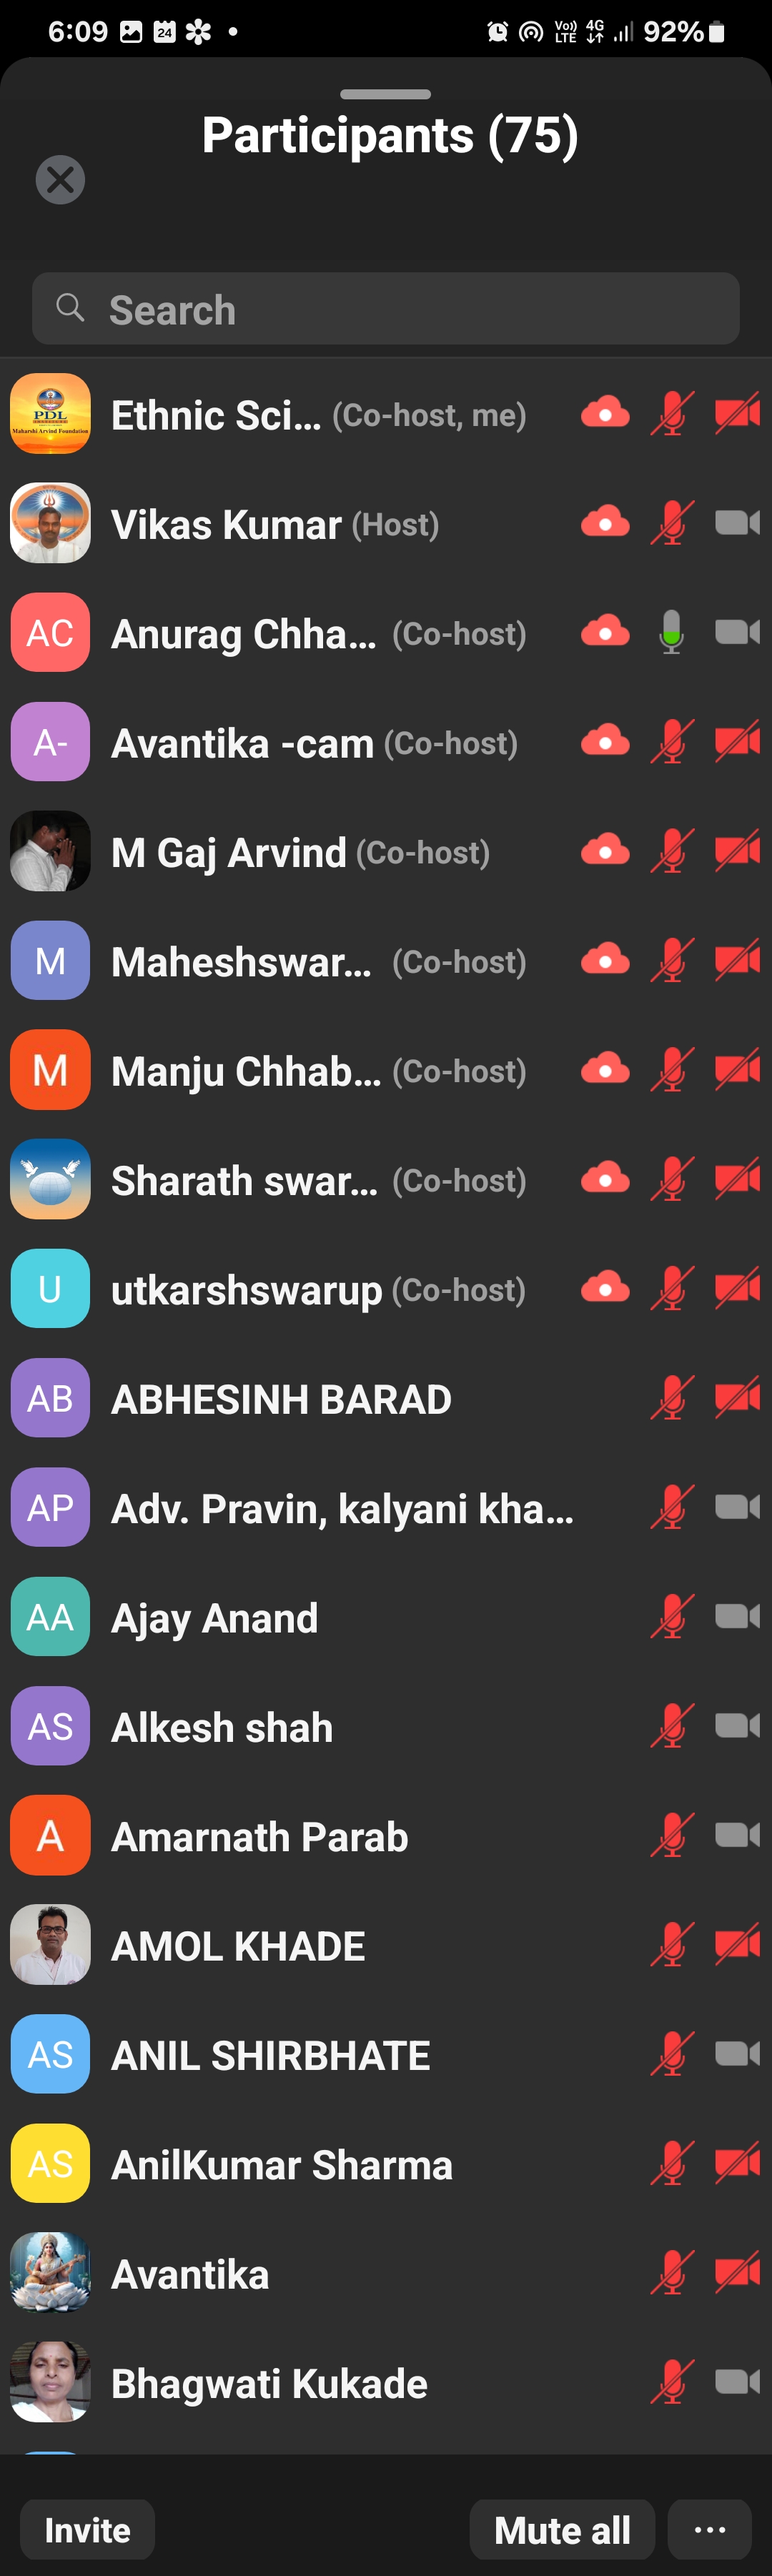 6:09 24 Vo)) LTE 4G 92%
Participants (75)
Search
PDL
Maharshi Arvind Foundation
Ethnic Sci... (Co-host, me)
Vikas Kumar (Host)
AC Anurag Chha... (Co-host)
A- Avantika -cam (Co-host)
M Gaj Arvind (Co-host)
M Maheshswar... (Co-host)
M Manju Chhab... (Co-host)
Sharath swar... (Co-host)
U utkarshswarup (Co-host)
AB ABHESINH BARAD
AP Adv. Pravin, kalyani kha...
AA Ajay Anand
AS Alkesh shah
A Amarnath Parab
AMOL KHADE
AS ANIL SHIRBHATE
AS AnilKumar Sharma
Avantika
Bhagwati Kukade
Invite Mute all ...